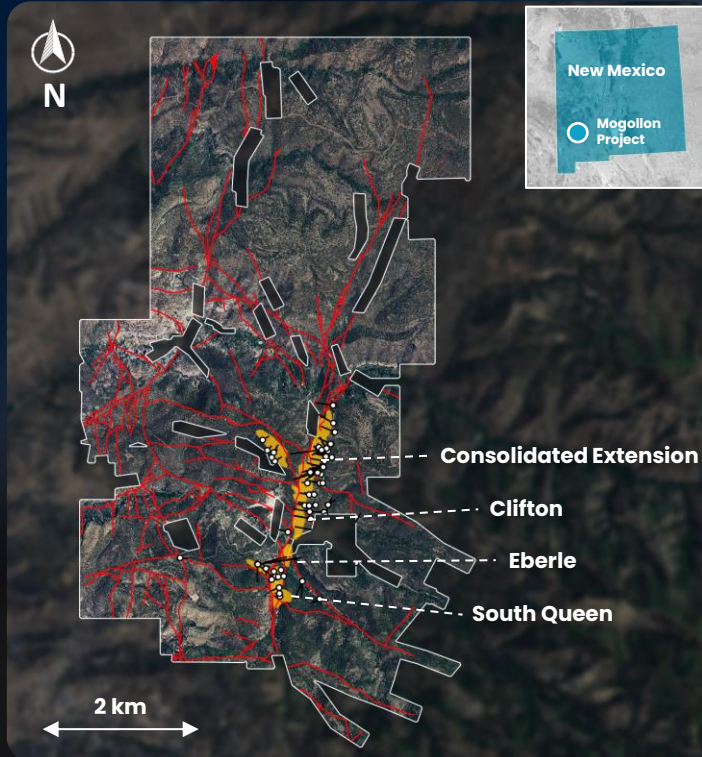 N
New Mexico
Mogollon
Project
Consolidated Extension
Clifton
Eberle
South Queen
2 km